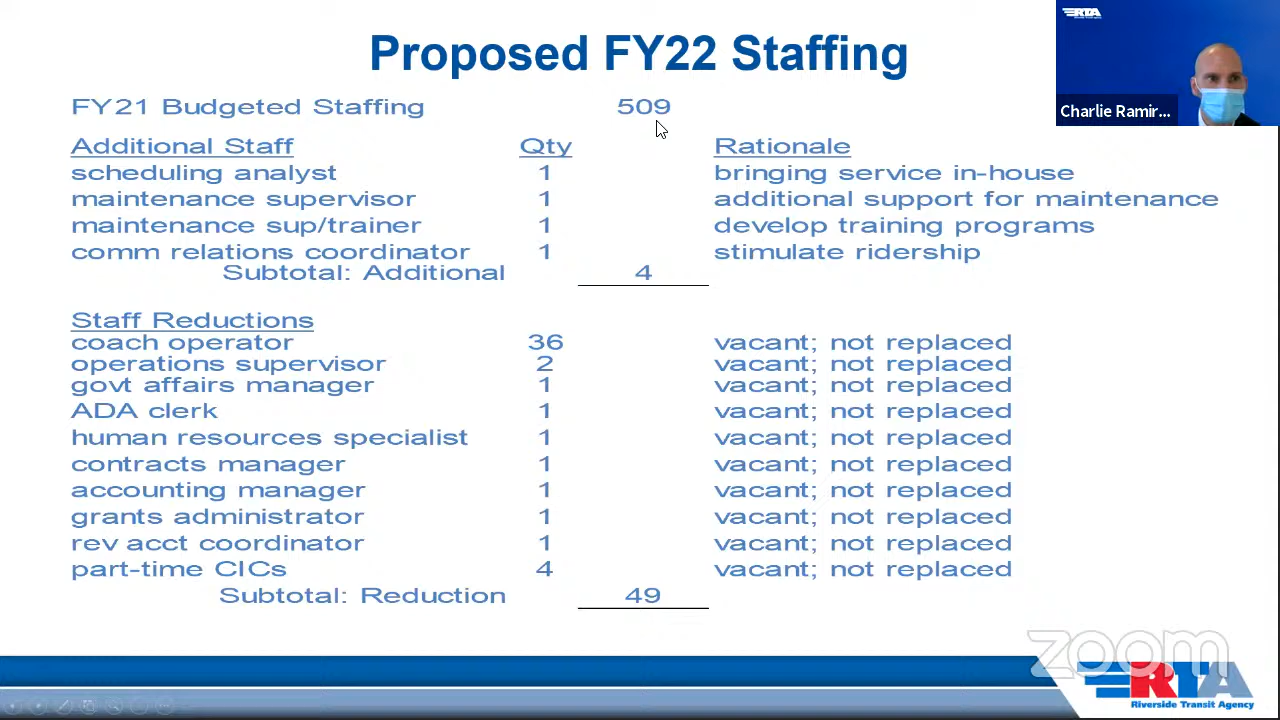 Proposed FY22 Staffing
RTA
Charlie Ramir...
FY21 Budgeted Staffing 509
Additional Staff Qty Rationale
scheduling analyst 1 bringing service in-house
maintenance supervisor 1 additional support for maintenance
maintenance sup/trainer 1 develop training programs
comm relations coordinator 1 stimulate ridership
Subtotal: Additional 4
Staff Reductions
coach operator 36 vacant; not replaced
operations supervisor 2 vacant; not replaced
govt affairs manager 1 vacant; not replaced
ADA clerk 1 vacant; not replaced
human resources specialist 1 vacant; not replaced
contracts manager 1 vacant; not replaced
accounting manager 1 vacant; not replaced
grants administrator 1 vacant; not replaced
rev acct coordinator 1 vacant; not replaced
part-time CICs 4 vacant; not replaced
Subtotal: Reduction 49
zoom
RTA
Riverside Transit Agency